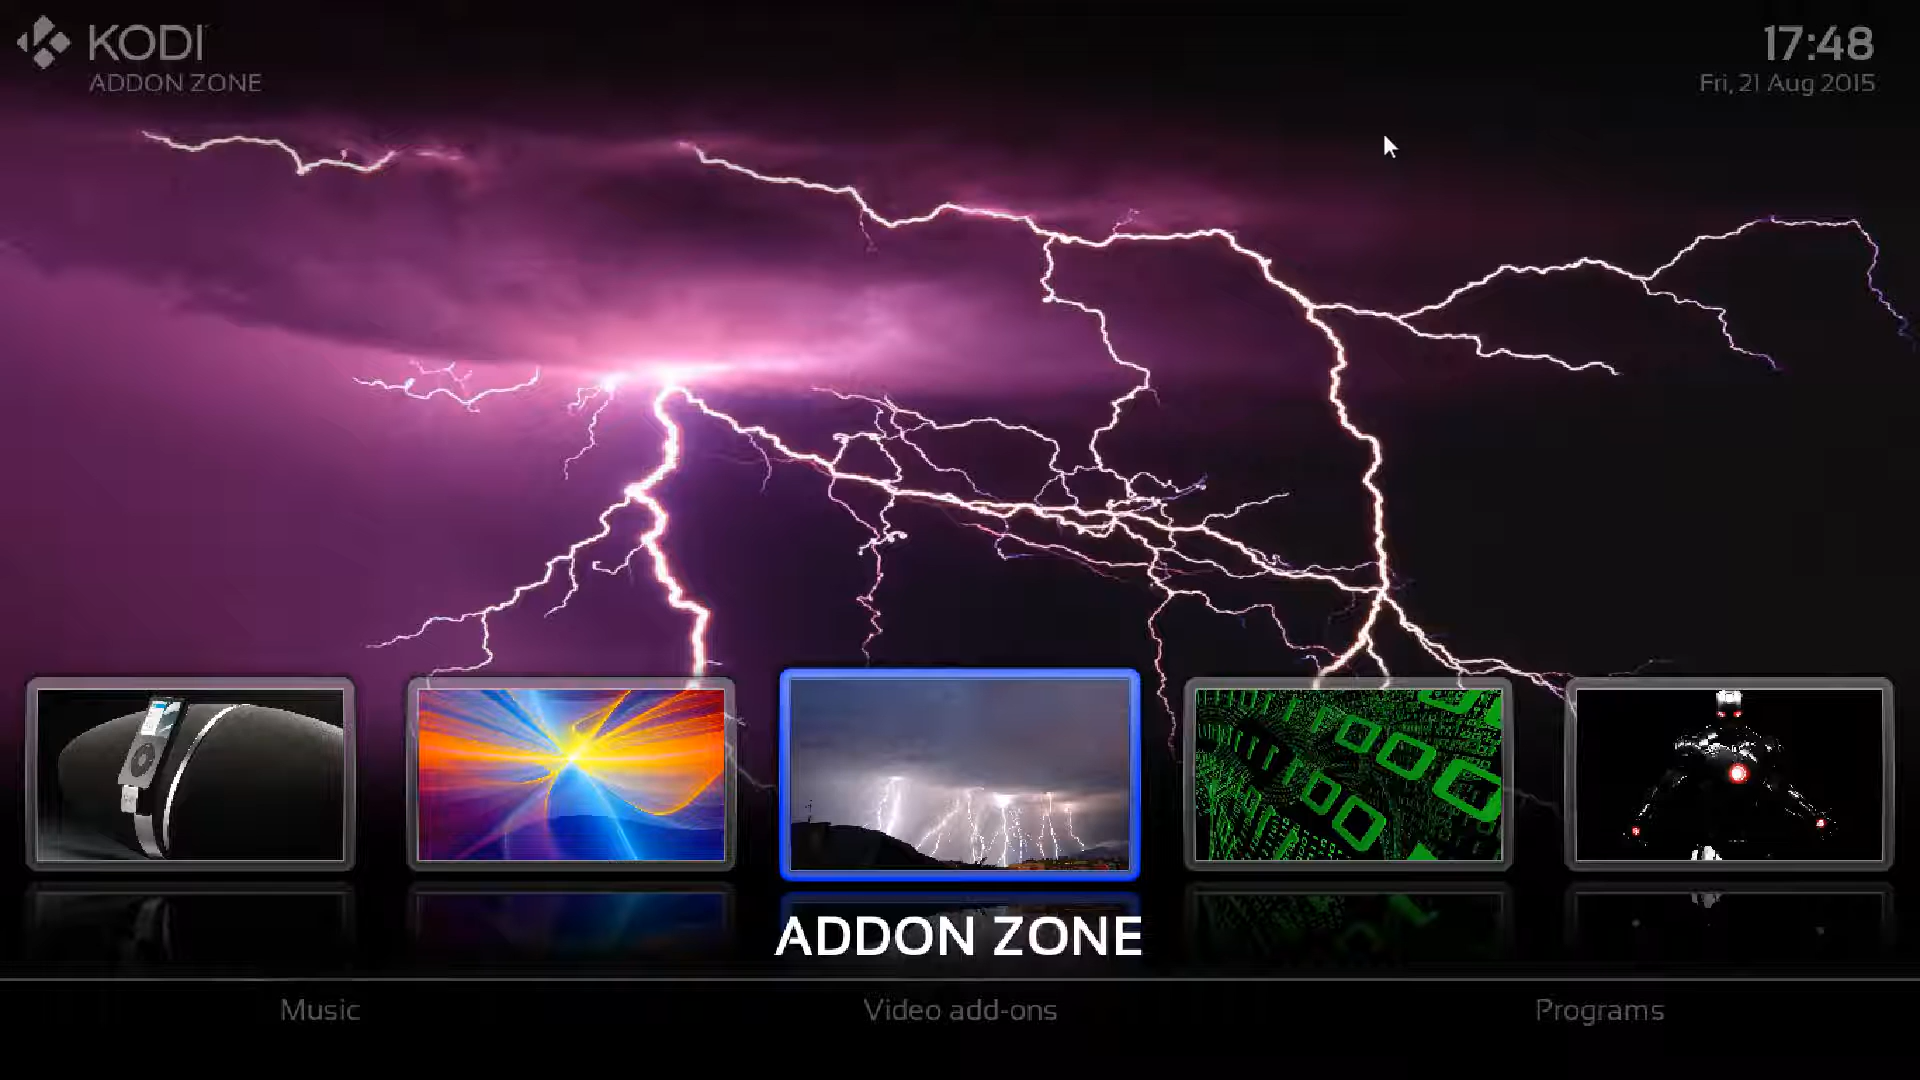 KODI
ADDON ZONE
17:48
Fri, 21 Aug 2015
ADDON ZONE
Music
Video add-ons
Programs